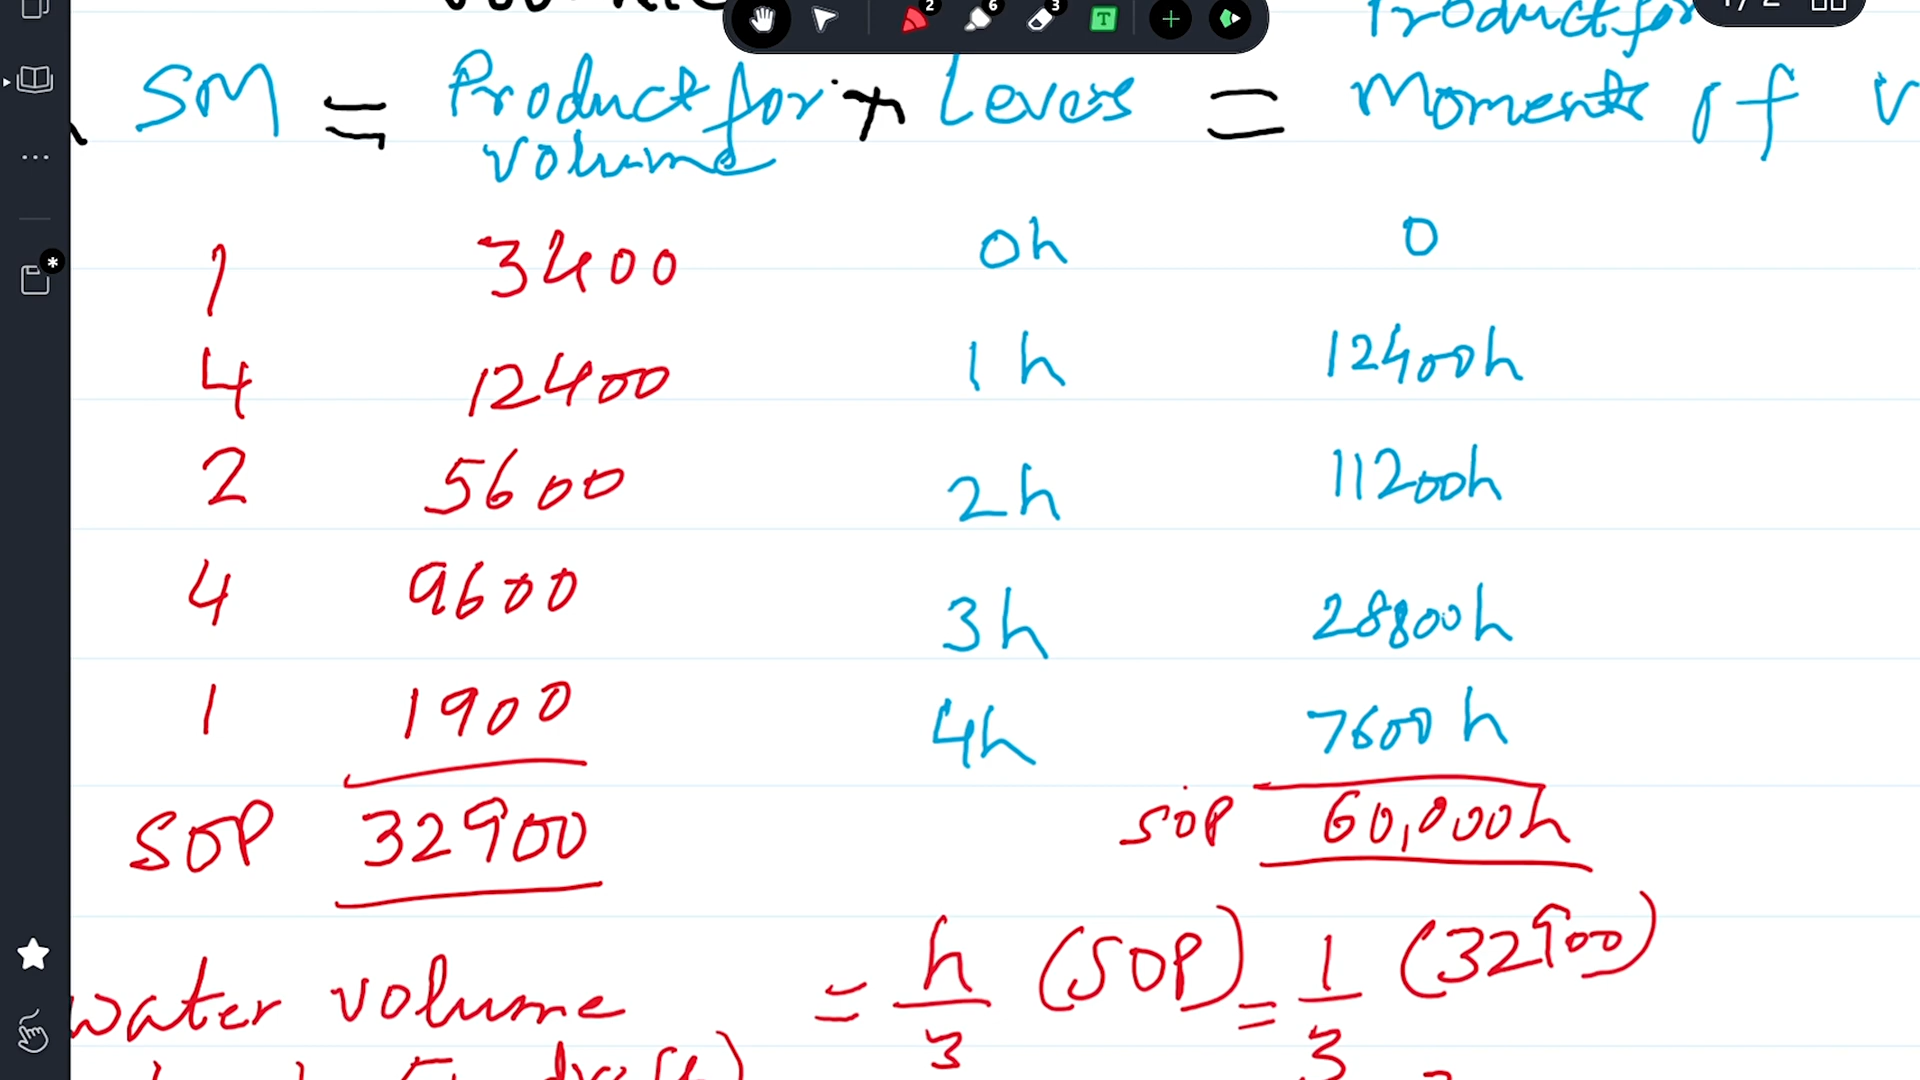 Product for
SM = Product for volume × Levers = Moments of V
1 3400 0h 0
4 12400 1h 12400h
2 5600 2h 11200h
4 9600 3h 28800h
1 1900 4h 7600h
SOP 32900 SOP 60,000h
water volume = h/3 (SOP) = 1/3 (32900)